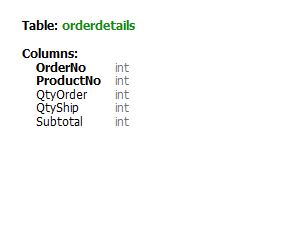 Table: orderdetails
Columns:
OrderNo int
ProductNo int
QtyOrder int
QtyShip int
Subtotal int